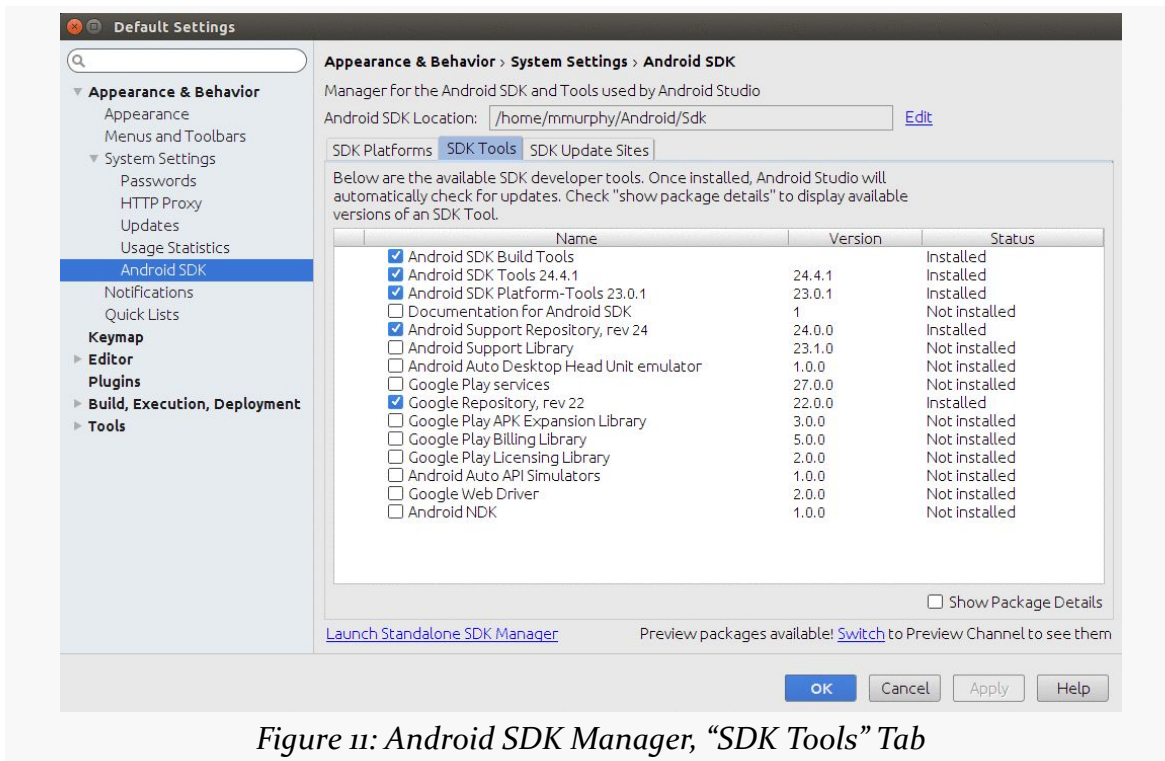 Default Settings
Appearance & Behavior
Appearance
Menus and Toolbars
System Settings
Passwords
HTTP Proxy
Updates
Usage Statistics
Android SDK
Notifications
Quick Lists
Keymap
Editor
Plugins
Build, Execution, Deployment
Tools
Appearance & Behavior › System Settings › Android SDK
Manager for the Android SDK and Tools used by Android Studio
Android SDK Location: /home/mmurphy/Android/Sdk Edit
SDK Platforms SDK Tools SDK Update Sites
Below are the available SDK developer tools. Once installed, Android Studio will
automatically check for updates. Check "show package details" to display available
versions of an SDK Tool.
Name Version Status
Android SDK Build Tools Installed
Android SDK Tools 24.4.1 24.4.1 Installed
Android SDK Platform-Tools 23.0.1 23.0.1 Installed
Documentation for Android SDK 1 Not installed
Android Support Repository, rev 24 24.0.0 Installed
Android Support Library 23.1.0 Not installed
Android Auto Desktop Head Unit emulator 1.0.0 Not installed
Google Play services 27.0.0 Not installed
Google Repository, rev 22 22.0.0 Installed
Google Play APK Expansion Library 3.0.0 Not installed
Google Play Billing Library 5.0.0 Not installed
Google Play Licensing Library 2.0.0 Not installed
Android Auto API Simulators 1.0.0 Not installed
Google Web Driver 2.0.0 Not installed
Android NDK 1.0.0 Not installed
Show Package Details
Launch Standalone SDK Manager Preview packages available! Switch to Preview Channel to see them
OK Cancel Apply Help
Figure 11: Android SDK Manager, “SDK Tools” Tab